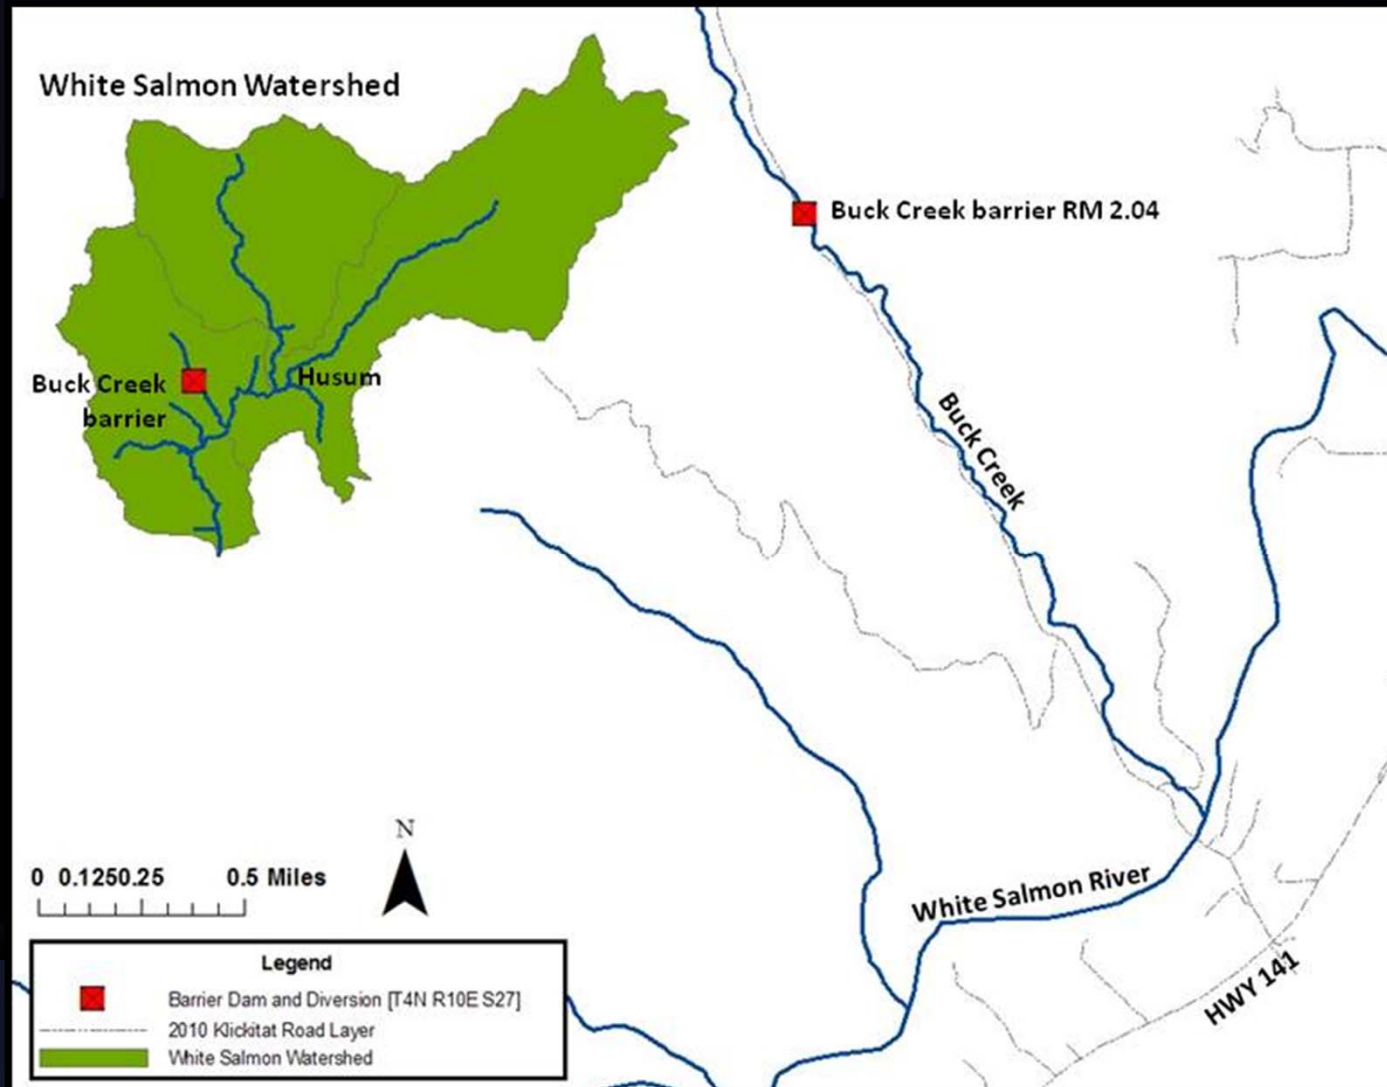 White Salmon Watershed
Buck Creek barrier RM 2.04
Husum
Buck Creek
barrier
Buck Creek
White Salmon River
HWY 141
N
0 0.1250.25 0.5 Miles
Legend
Barrier Dam and Diversion [T4N R10E S27]
2010 Klickitat Road Layer
White Salmon Watershed